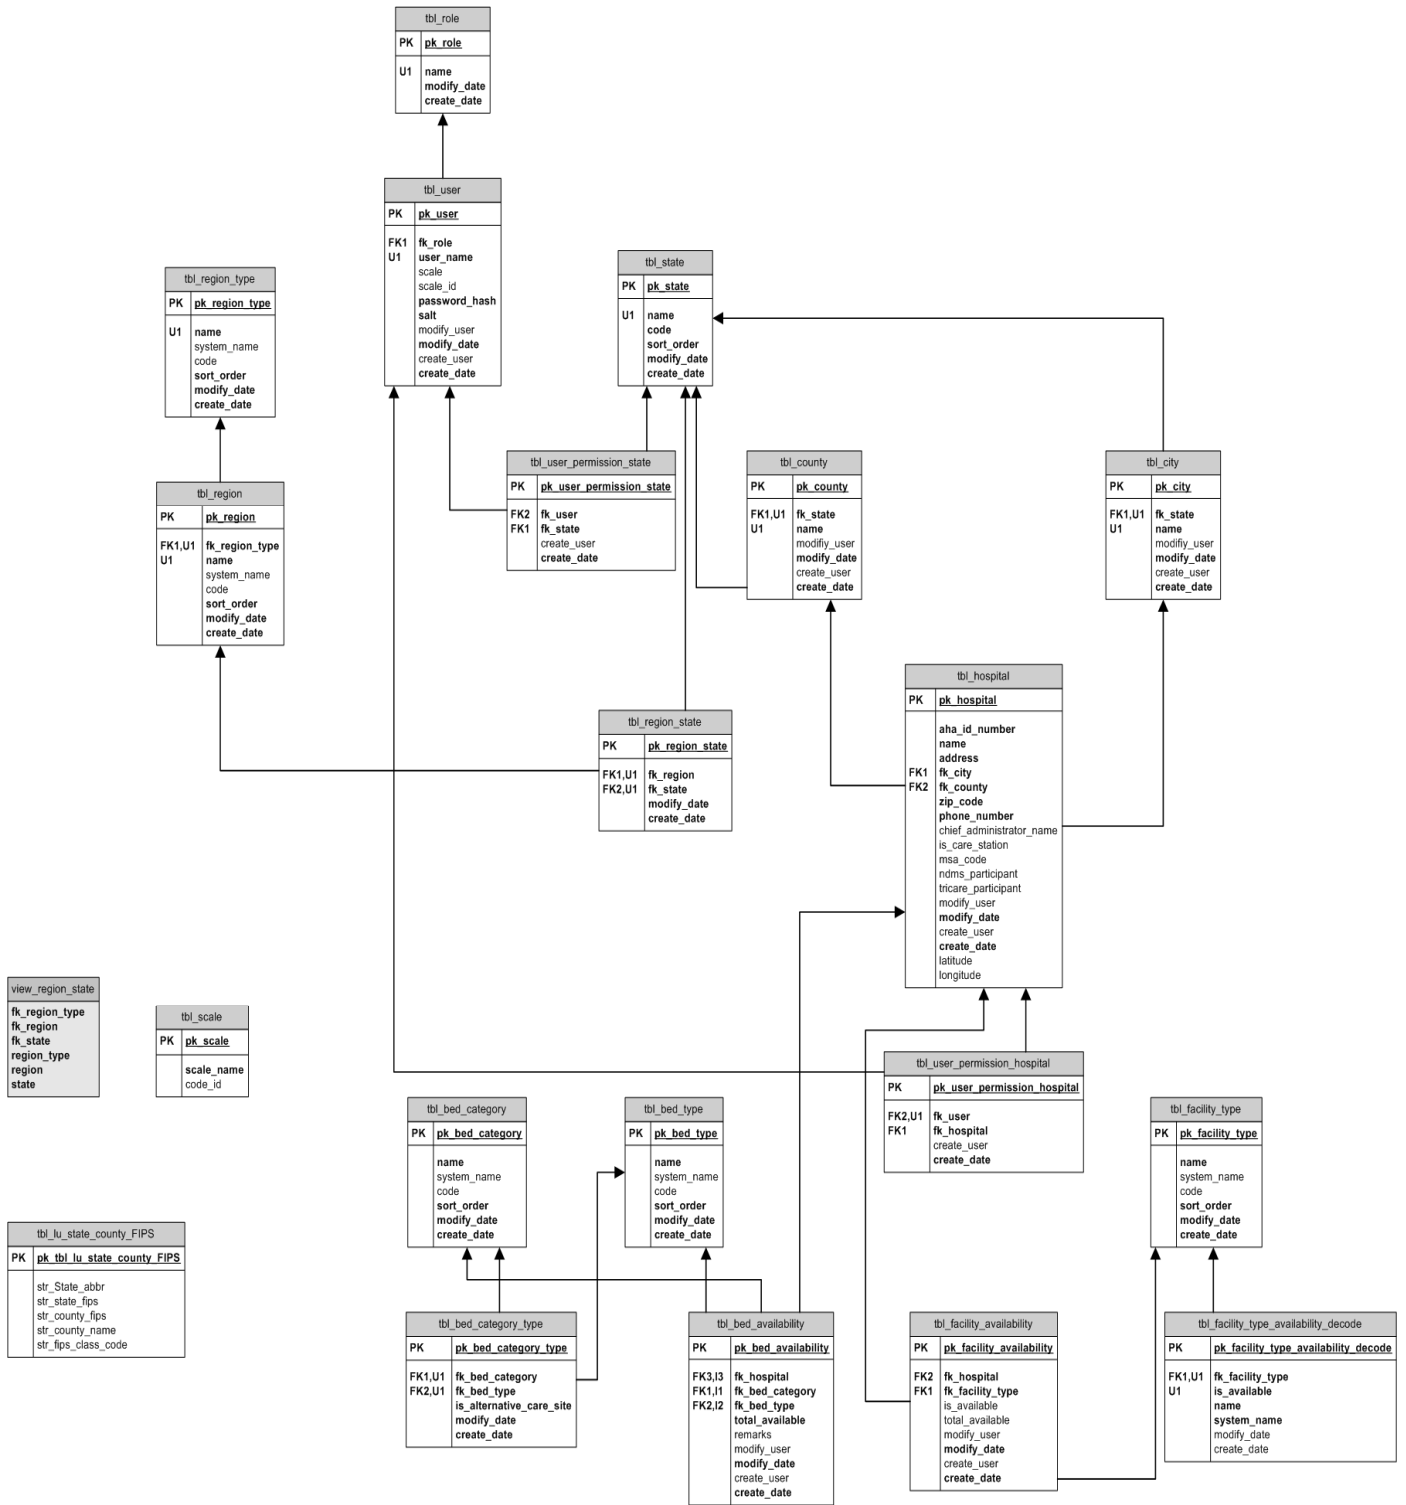 tbl_role
PK pk_role
U1 name
modify_date
create_date
tbl_user
PK pk_user
FK1 fk_role
U1 user_name
scale
scale_id
password_hash
salt
modify_user
modify_date
create_user
create_date
tbl_state
PK pk_state
U1 name
code
sort_order
modify_date
create_date
tbl_region_type
PK pk_region_type
U1 name
system_name
code
sort_order
modify_date
create_date
tbl_user_permission_state
PK pk_user_permission_state
FK2 fk_user
FK1 fk_state
create_user
create_date
tbl_county
PK pk_county
FK1,U1 fk_state
U1 name
modifiy_user
modify_date
create_user
create_date
tbl_city
PK pk_city
FK1,U1 fk_state
U1 name
modifiy_user
modify_date
create_user
create_date
tbl_region
PK pk_region
FK1,U1 fk_region_type
U1 name
system_name
code
sort_order
modify_date
create_date
tbl_hospital
PK pk_hospital
aha_id_number
name
address
FK1 fk_city
FK2 fk_county
zip_code
phone_number
chief_administrator_name
is_care_station
msa_code
ndms_participant
tricare_participant
modify_user
modify_date
create_user
create_date
latitude
longitude
tbl_region_state
PK pk_region_state
FK1,U1 fk_region
FK2,U1 fk_state
modify_date
create_date
view_region_state
fk_region_type
fk_region
fk_state
region_type
region
state
tbl_scale
PK pk_scale
scale_name
code_id
tbl_user_permission_hospital
PK pk_user_permission_hospital
FK2,U1 fk_user
FK1 fk_hospital
create_user
create_date
tbl_bed_category
PK pk_bed_category
name
system_name
code
sort_order
modify_date
create_date
tbl_bed_type
PK pk_bed_type
name
system_name
code
sort_order
modify_date
create_date
tbl_facility_type
PK pk_facility_type
name
system_name
code
sort_order
modify_date
create_date
tbl_lu_state_county_FIPS
PK pk_tbl_lu_state_county_FIPS
str_State_abbr
str_state_fips
str_county_fips
str_county_name
str_fips_class_code
tbl_bed_category_type
PK pk_bed_category_type
FK1,U1 fk_bed_category
FK2,U1 fk_bed_type
is_alternative_care_site
modify_date
create_date
tbl_bed_availability
PK pk_bed_availability
FK3,I3 fk_hospital
FK1,I1 fk_bed_category
FK2,I2 fk_bed_type
total_available
remarks
modify_user
modify_date
create_user
create_date
tbl_facility_availability
PK pk_facility_availability
FK2 fk_hospital
FK1 fk_facility_type
is_available
total_available
modify_user
modify_date
create_user
create_date
tbl_facility_type_availability_decode
PK pk_facility_type_availability_decode
FK1,U1 fk_facility_type
U1 is_available
name
system_name
modify_date
create_date